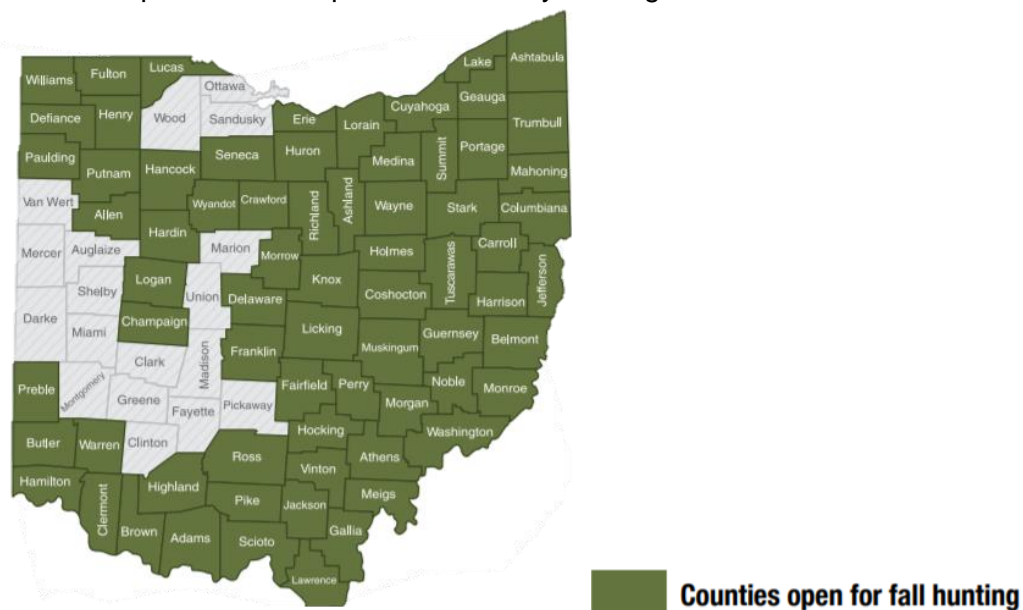 Lake
Ashtabula
Williams
Fulton
Lucas
Ottawa
Geauga
Cuyahoga
Defiance
Henry
Wood
Sandusky
Erie
Lorain
Trumbull
Paulding
Putnam
Hancock
Seneca
Huron
Medina
Summit
Portage
Mahoning
Van Wert
Allen
Wyandot
Crawford
Richland
Ashland
Wayne
Stark
Columbiana
Mercer
Auglaize
Hardin
Marion
Morrow
Holmes
Tuscarawas
Carroll
Jefferson
Logan
Shelby
Union
Delaware
Knox
Coshocton
Harrison
Darke
Miami
Champaign
Licking
Guernsey
Belmont
Clark
Madison
Franklin
Muskingum
Preble
Montgomery
Greene
Fayette
Pickaway
Fairfield
Perry
Morgan
Noble
Monroe
Butler
Warren
Clinton
Hocking
Washington
Ross
Vinton
Athens
Hamilton
Clermont
Highland
Pike
Jackson
Meigs
Brown
Adams
Scioto
Gallia
Lawrence
Counties open for fall hunting